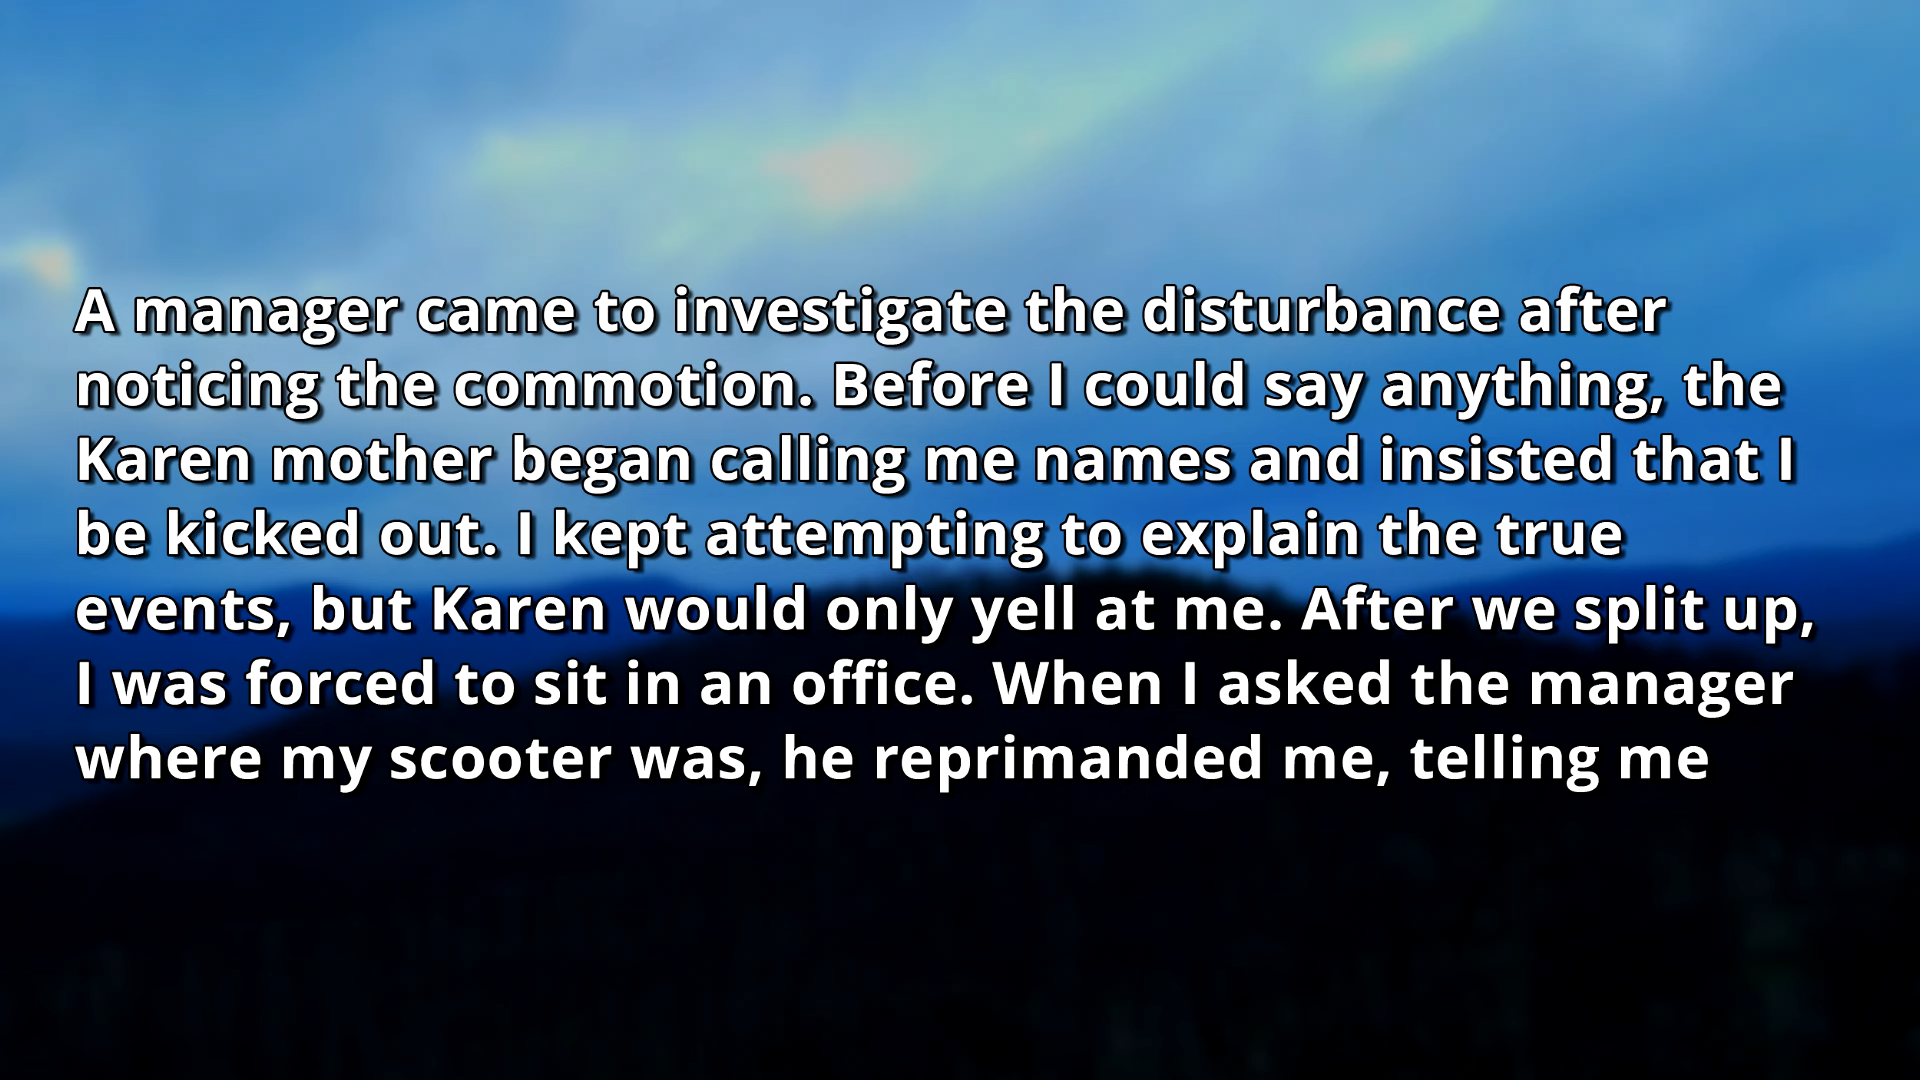 A manager came to investigate the disturbance after
noticing the commotion. Before I could say anything, the
Karen mother began calling me names and insisted that I
be kicked out. I kept attempting to explain the true
events, but Karen would only yell at me. After we split up,
I was forced to sit in an office. When I asked the manager
where my scooter was, he reprimanded me, telling me